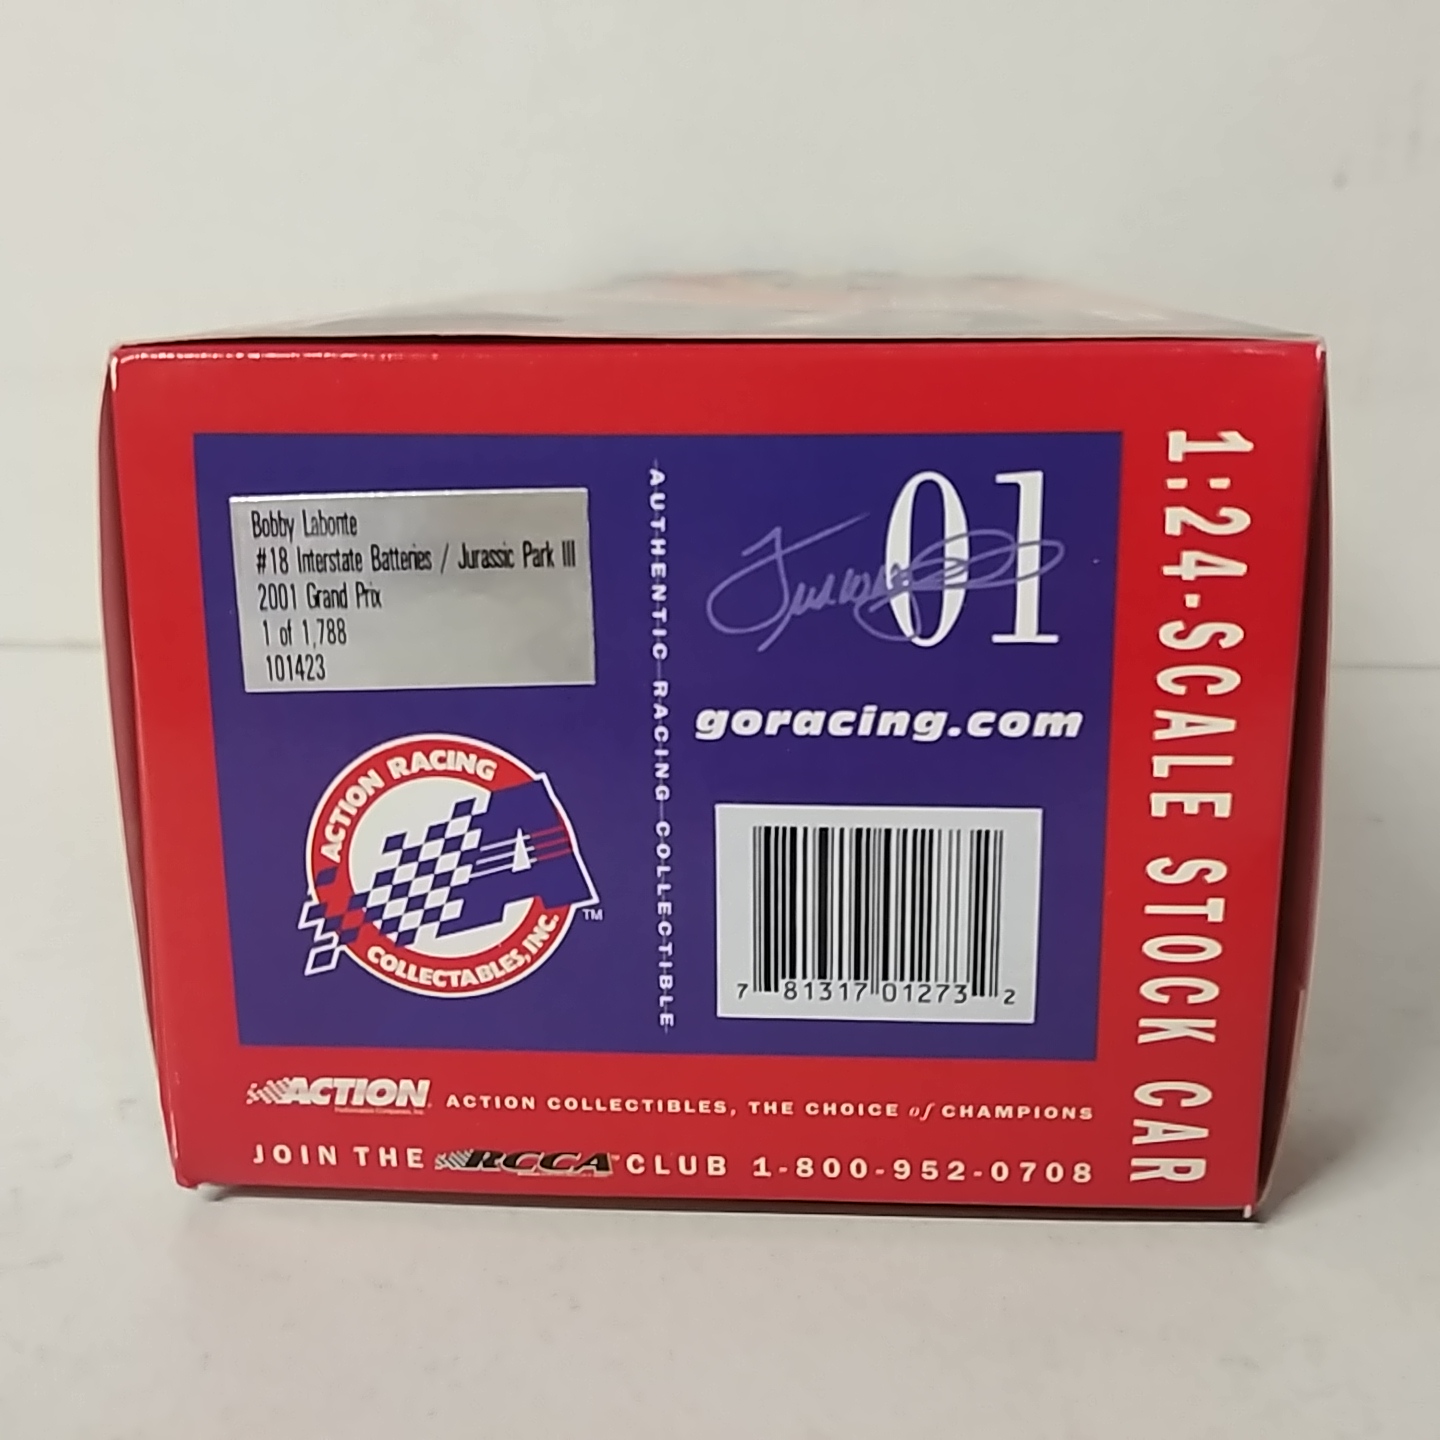 Bobby Labonte
#18 Interstate Batteries / Jurassic Park III
2001 Grand Prix
1 of 1,788
101423
ACTION RACING
COLLECTABLES, INC.
TM
AUTHENTIC RACING COLLECTIBLE
01
goracing.com
7 81317 01273 2
1:24-SCALE STOCK CAR
ACTION
ACTION COLLECTIBLES, THE CHOICE of CHAMPIONS
JOIN THE RCCA CLUB 1-800-952-0708